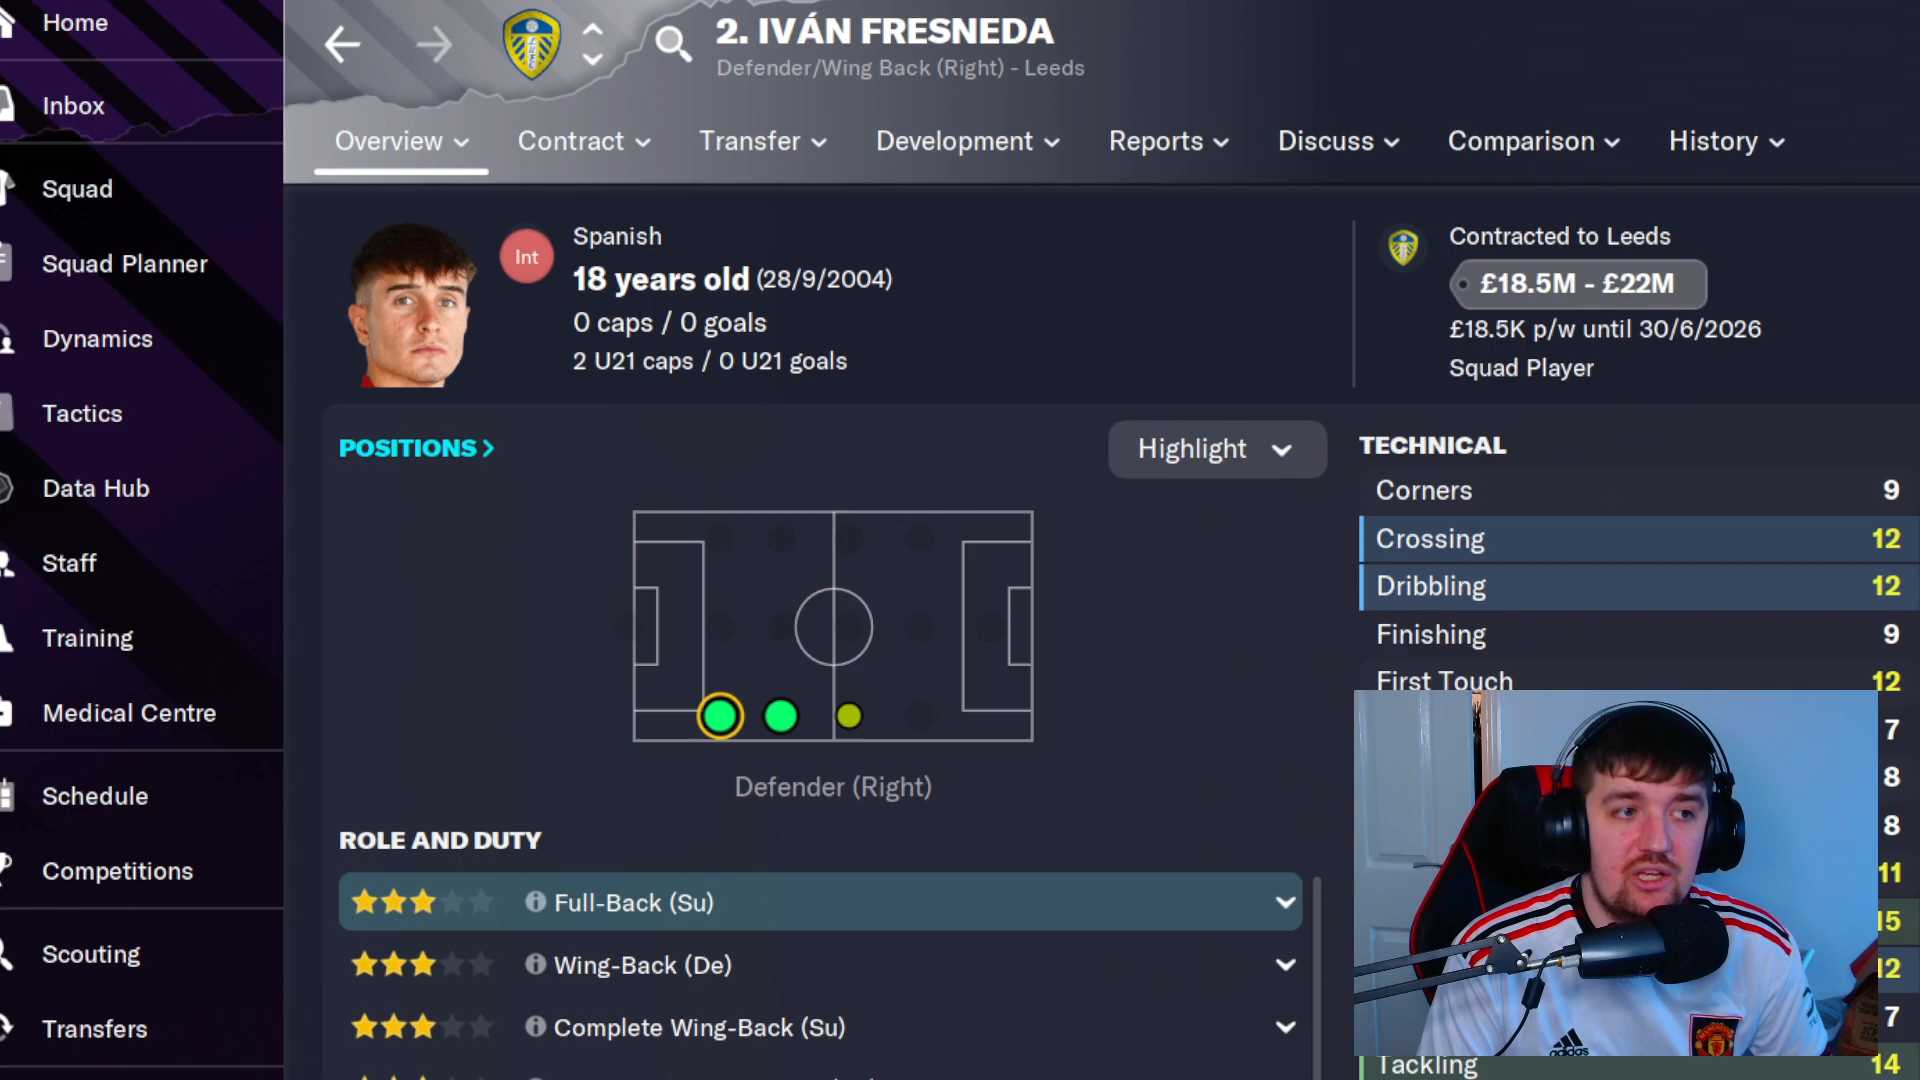 Home
Inbox
Squad
Squad Planner
Dynamics
Tactics
Data Hub
Staff
Training
Medical Centre
Schedule
Competitions
Scouting
Transfers
2. IVÁN FRESNEDA
Defender/Wing Back (Right) - Leeds
Overview
Contract
Transfer
Development
Reports
Discuss
Comparison
History
Int
Spanish
18 years old (28/9/2004)
0 caps / 0 goals
2 U21 caps / 0 U21 goals
Contracted to Leeds
£18.5M - £22M
£18.5K p/w until 30/6/2026
Squad Player
POSITIONS
Highlight
Defender (Right)
ROLE AND DUTY
Full-Back (Su)
Wing-Back (De)
Complete Wing-Back (Su)
TECHNICAL
Corners 9
Crossing 12
Dribbling 12
Finishing 9
First Touch 12
7
8
8
11
15
12
7
Tackling 14
adidas